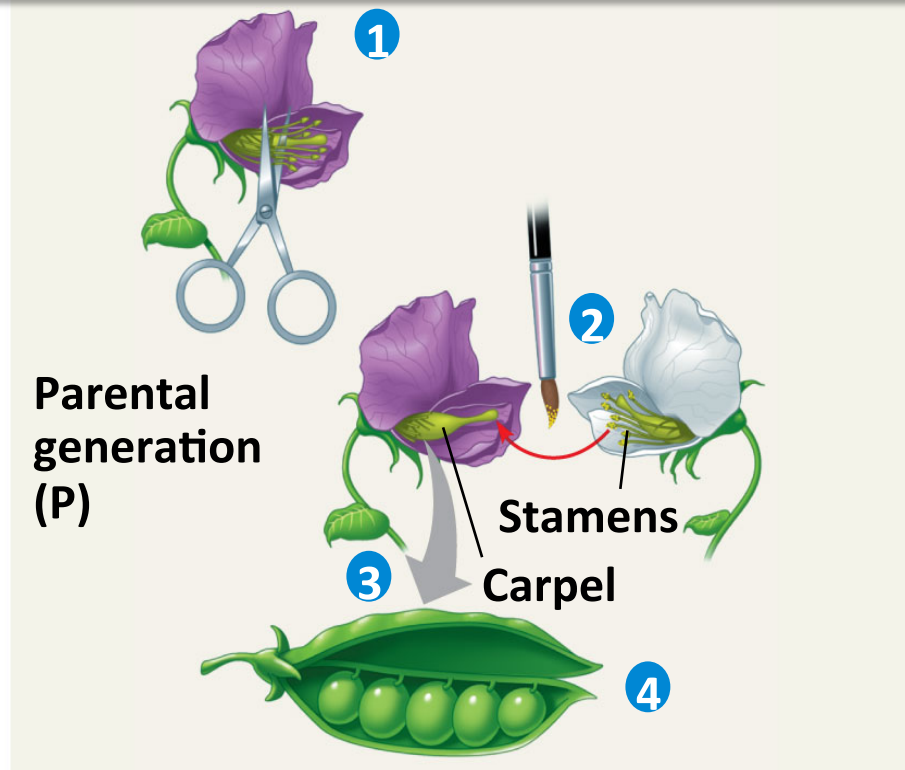 1
2
Parental
generation
(P)
Stamens
Carpel
3
4